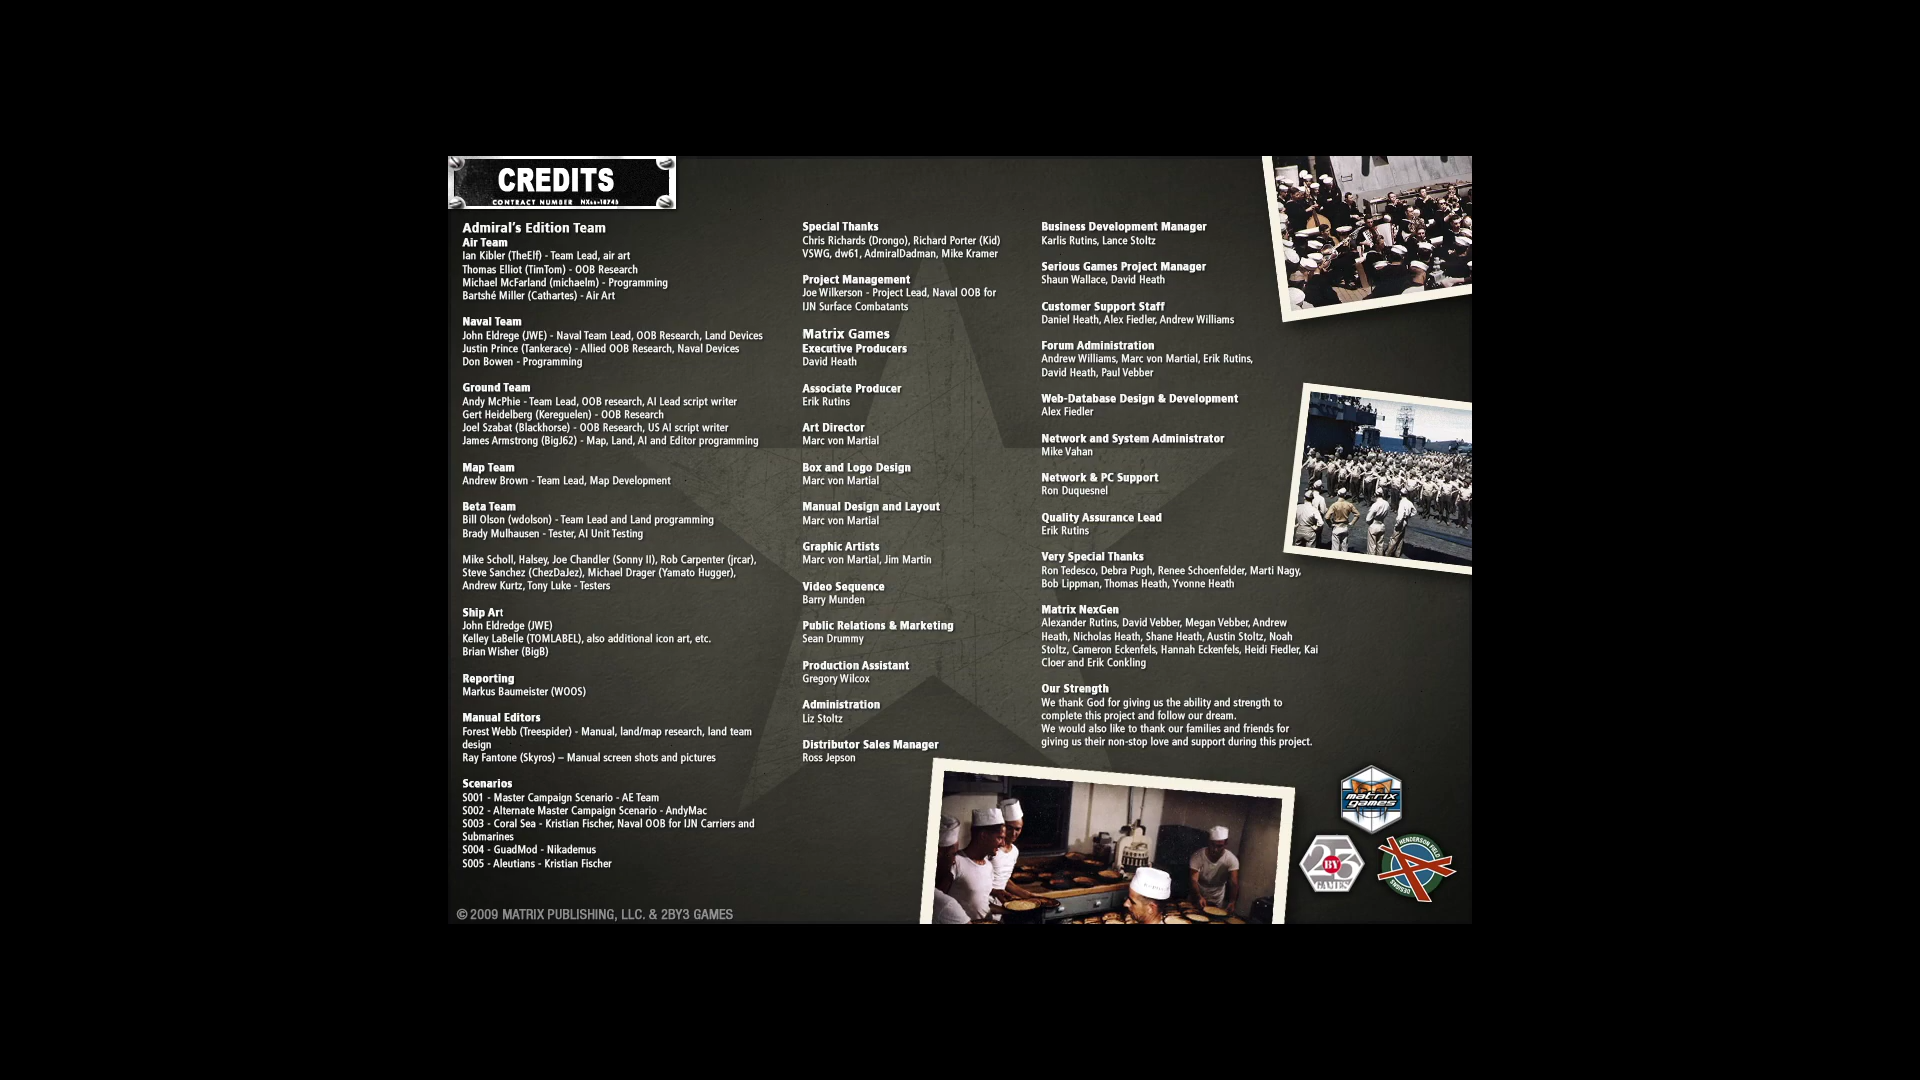 CREDITS
CONTRACT NUMBER
Admiral's Edition Team
Air Team
Ian Kibler (TheElf) - Team Lead, air art
Thomas Elliot (TimTom) - OOB Research
Michael McFarland (michaelm) - Programming
Bartshé Miller (Cathartes) - Air Art
Naval Team
John Eldrege (JWE) - Naval Team Lead, OOB Research, Land Devices
Justin Prince (Tankerace) - Allied OOB Research, Naval Devices
Don Bowen - Programming
Ground Team
Andy McPhie - Team Lead, OOB research, AI Lead script writer
Gert Heidelberg (Kereguelen) - OOB Research
Joel Szabat (Blackhorse) - OOB Research, US AI script writer
James Armstrong (BigJ62) - Map, Land, AI and Editor programming
Map Team
Andrew Brown - Team Lead, Map Development
Beta Team
Bill Olson (wdolson) - Team Lead and Land programming
Brady Mulhausen - Tester, AI Unit Testing
Mike Scholl, Halsey, Joe Chandler (Sonny II), Rob Carpenter (jrcar),
Steve Sanchez (ChezDaJez), Michael Drager (Yamato Hugger),
Andrew Kurtz, Tony Luke - Testers
Ship Art
John Eldredge (JWE)
Kelley LaBelle (TOMLABEL), also additional icon art, etc.
Brian Wisher (BigB)
Reporting
Markus Baumeister (WOOS)
Manual Editors
Forest Webb (Treespider) - Manual, land/map research, land team
design
Ray Fantone (Skyros) – Manual screen shots and pictures
Scenarios
S001 - Master Campaign Scenario - AE Team
S002 - Alternate Master Campaign Scenario - AndyMac
S003 - Coral Sea - Kristian Fischer, Naval OOB for IJN Carriers and
Submarines
S004 - GuadMod - Nikademus
S005 - Aleutians - Kristian Fischer
© 2009 MATRIX PUBLISHING, LLC. & 2BY3 GAMES
Special Thanks
Chris Richards (Drongo), Richard Porter (Kid)
VSWG, dw61, AdmiralDadman, Mike Kramer
Project Management
Joe Wilkerson - Project Lead, Naval OOB for
IJN Surface Combatants
Matrix Games
Executive Producers
David Heath
Associate Producer
Erik Rutins
Art Director
Marc von Martial
Box and Logo Design
Marc von Martial
Manual Design and Layout
Marc von Martial
Graphic Artists
Marc von Martial, Jim Martin
Video Sequence
Barry Munden
Public Relations & Marketing
Sean Drummy
Production Assistant
Gregory Wilcox
Administration
Liz Stoltz
Distributor Sales Manager
Ross Jepson
Business Development Manager
Karlis Rutins, Lance Stoltz
Serious Games Project Manager
Shaun Wallace, David Heath
Customer Support Staff
Daniel Heath, Alex Fiedler, Andrew Williams
Forum Administration
Andrew Williams, Marc von Martial, Erik Rutins,
David Heath, Paul Vebber
Web-Database Design & Development
Alex Fiedler
Network and System Administrator
Mike Vahan
Network & PC Support
Ron Duquesnel
Quality Assurance Lead
Erik Rutins
Very Special Thanks
Ron Tedesco, Debra Pugh, Renee Schoenfelder, Marti Nagy,
Bob Lippman, Thomas Heath, Yvonne Heath
Matrix NexGen
Alexander Rutins, David Vebber, Megan Vebber, Andrew
Heath, Nicholas Heath, Shane Heath, Austin Stoltz, Noah
Stoltz, Cameron Eckenfels, Hannah Eckenfels, Heidi Fiedler, Kai
Cloer and Erik Conkling
Our Strength
We thank God for giving us the ability and strength to
complete this project and follow our dream.
We would also like to thank our families and friends for
giving us their non-stop love and support during this project.
matrix
games
2 BY 3
GAMES
HENDERSON FIELD
DESIGNS